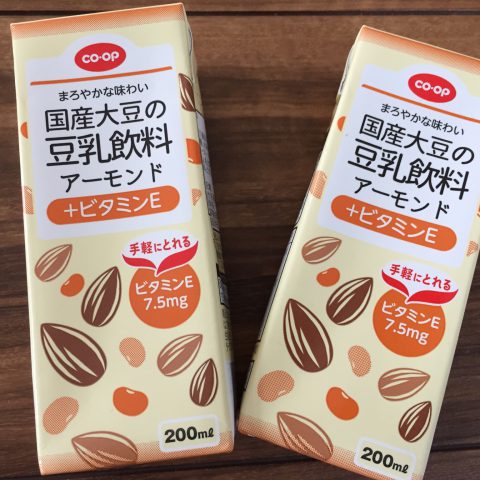 CO·OP
まろやかな味わい
国産大豆の
豆乳飲料
アーモンド
+ビタミンE
手軽にとれる
ビタミンE
7.5mg
200mℓ
CO·OP
まろやかな味わい
国産大豆の
豆乳飲料
アーモンド
+ビタミンE
手軽にとれる
ビタミンE
7.5mg
200mℓ